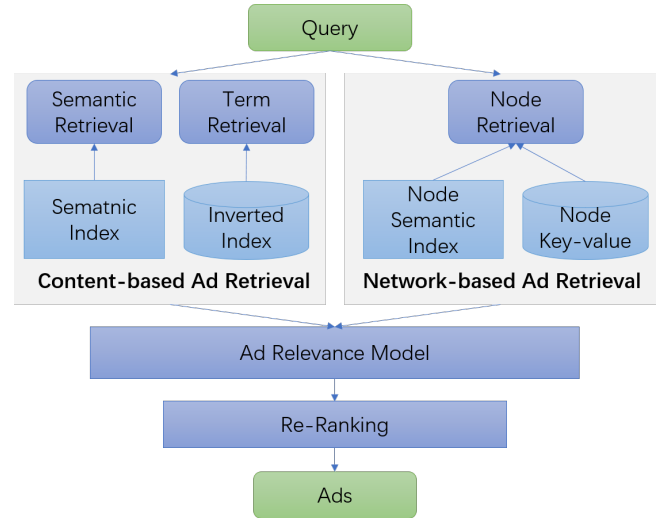 Query
Semantic
Retrieval
Term
Retrieval
Node
Retrieval
Sematnic
Index
Inverted
Index
Node
Semantic
Index
Node
Key-value
Content-based Ad Retrieval
Network-based Ad Retrieval
Ad Relevance Model
Re-Ranking
Ads